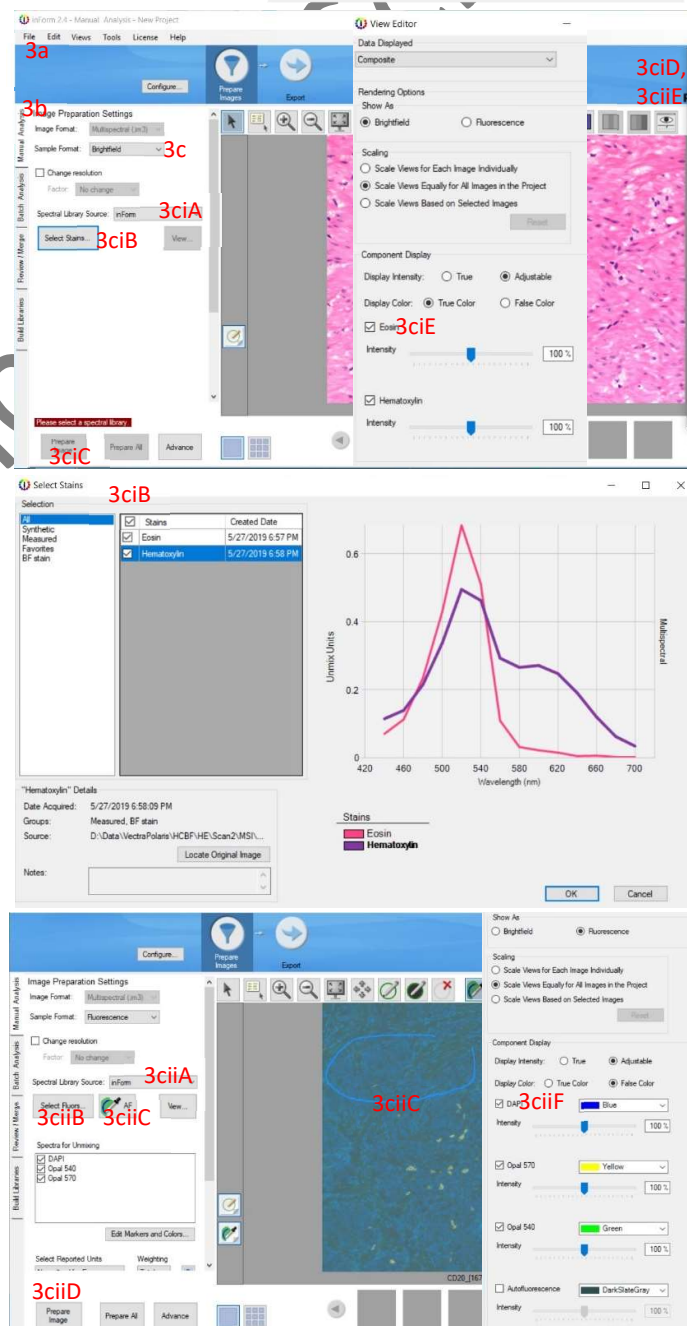 inForm 2.4 - Manual Analysis - New Project
File Edit Views Tools License Help
3a
Configure...
Prepare Images
Export
3b
Image Preparation Settings
Image Format: Multispectral (.im3)
Sample Format: Brightfield
3c
Change resolution
Factor: No change
Spectral Library Source: inForm
3ciA
Select Stains...
3ciB
View...
Manual Analysis
Batch Analysis
Review / Merge
Build Libraries
Please select a spectral library
Prepare
3ciC
Prepare All
Advance
View Editor
Data Displayed
Composite
Rendering Options
Show As
Brightfield
Fluorescence
Scaling
Scale Views for Each Image Individually
Scale Views Equally for All Images in the Project
Scale Views Based on Selected Images
Reset
Component Display
Display Intensity: True Adjustable
Display Color: True Color False Color
Eosin
3ciE
Intensity
100 %
Hematoxylin
Intensity
100 %
3ciD,
3ciiE
Select Stains
3ciB
Selection
All
Synthetic
Measured
Favorites
BF stain
Stains Created Date
Eosin 5/27/2019 6:57 PM
Hematoxylin 5/27/2019 6:58 PM
Unmix Units
0.6
0.4
0.2
0
420 460 500 540 580 620 660 700
Wavelength (nm)
Multispectral
"Hematoxylin" Details
Date Acquired: 5/27/2019 6:58:09 PM
Groups: Measured, BF stain
Source: D:\Data\VectraPolaris\HCBF\HE\Scan2\MSI\...
Locate Original Image
Notes:
Stains
Eosin
Hematoxylin
OK
Cancel
Configure...
Prepare Images
Export
Image Preparation Settings
Image Format: Multispectral (.im3)
Sample Format: Fluorescence
Change resolution
Factor: No change
Spectral Library Source: inForm
3ciiA
Select Fluors...
AF
View...
3ciiB
3ciiC
Spectra for Unmixing
DAPI
Opal 540
Opal 570
Edit Markers and Colors...
Select Reported Units
Weighting
Manual Analysis
Batch Analysis
Review / Merge
Build Libraries
3ciiD
Prepare Image
Prepare All
Advance
3ciiC
CD20_[167
Show As
Brightfield
Fluorescence
Scaling
Scale Views for Each Image Individually
Scale Views Equally for All Images in the Project
Scale Views Based on Selected Images
Reset
Component Display
Display Intensity: True Adjustable
Display Color: True Color False Color
DAPI
3ciiF
Blue
Intensity
100 %
Opal 570
Yellow
Intensity
100 %
Opal 540
Green
Intensity
100 %
Autofluorescence
DarkSlateGray
Intensity
100 %